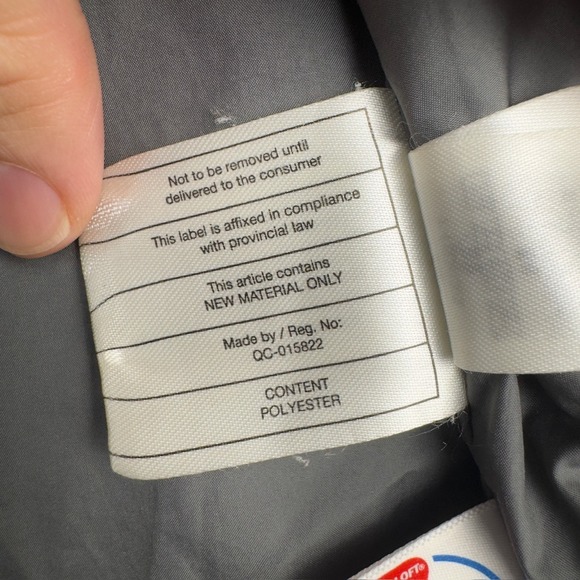 Not to be removed until
delivered to the consumer
This label is affixed in compliance
with provincial law
This article contains
NEW MATERIAL ONLY
Made by / Reg. No:
QC-015822
CONTENT
POLYESTER
LOFT®